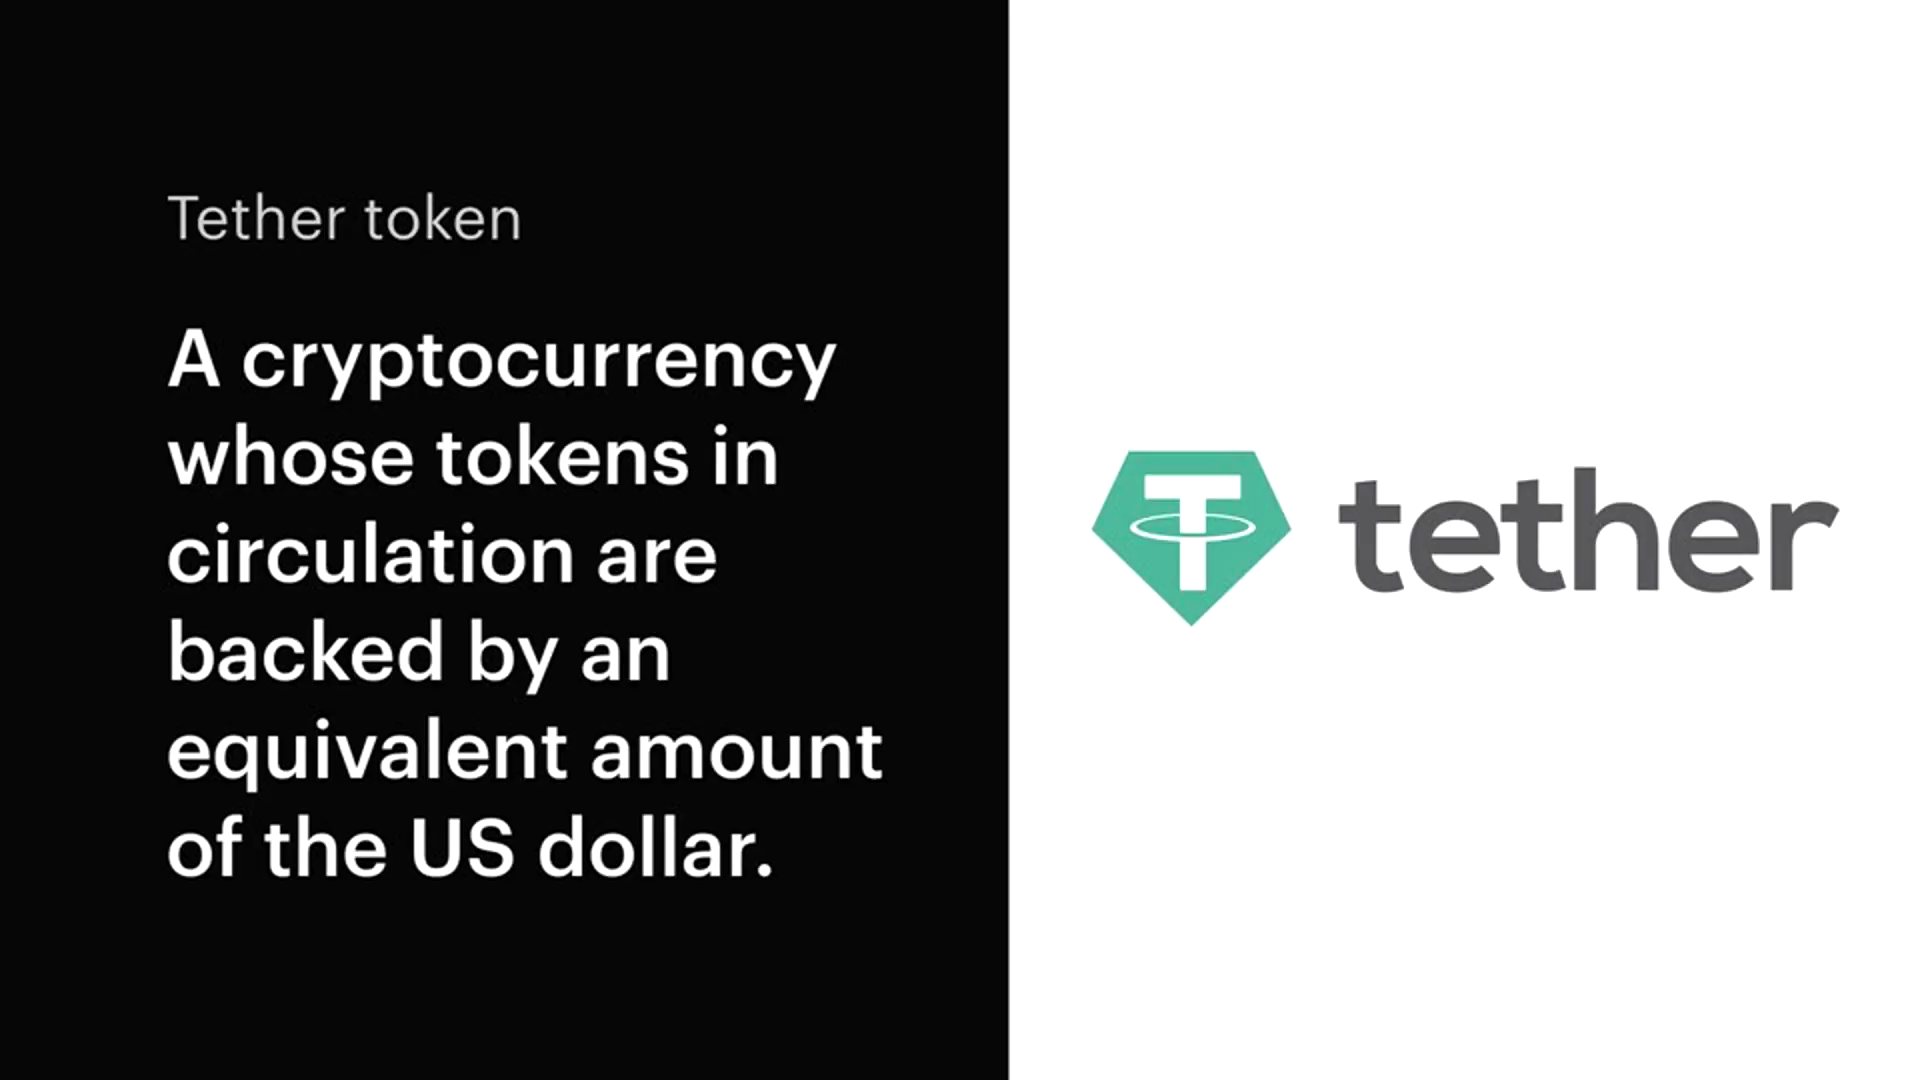 Tether token
A cryptocurrency
whose tokens in
circulation are
backed by an
equivalent amount
of the US dollar.
T tether